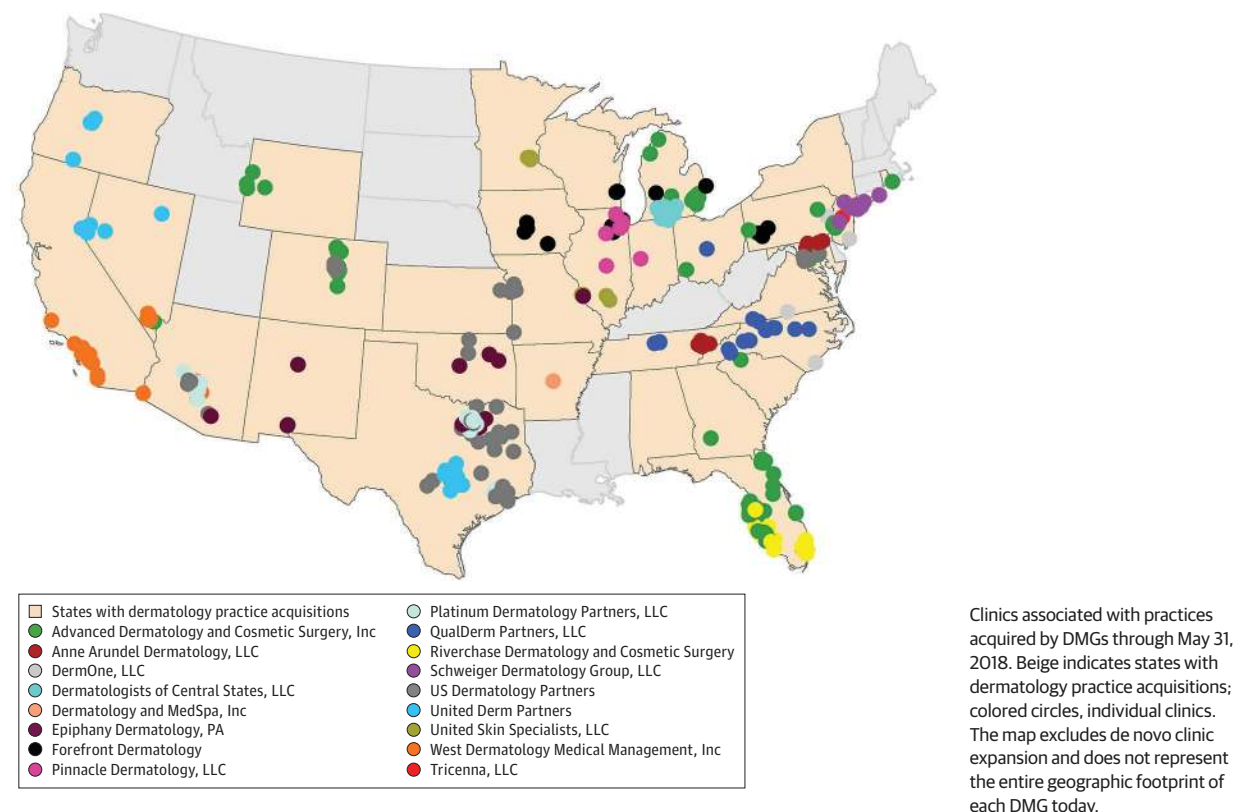 States with dermatology practice acquisitions
Advanced Dermatology and Cosmetic Surgery, Inc
Anne Arundel Dermatology, LLC
DermOne, LLC
Dermatologists of Central States, LLC
Dermatology and MedSpa, Inc
Epiphany Dermatology, PA
Forefront Dermatology
Pinnacle Dermatology, LLC
Platinum Dermatology Partners, LLC
QualDerm Partners, LLC
Riverchase Dermatology and Cosmetic Surgery
Schweiger Dermatology Group, LLC
US Dermatology Partners
United Derm Partners
United Skin Specialists, LLC
West Dermatology Medical Management, Inc
Tricenna, LLC
Clinics associated with practices
acquired by DMGs through May 31,
2018. Beige indicates states with
dermatology practice acquisitions;
colored circles, individual clinics.
The map excludes de novo clinic
expansion and does not represent
the entire geographic footprint of
each DMG today.